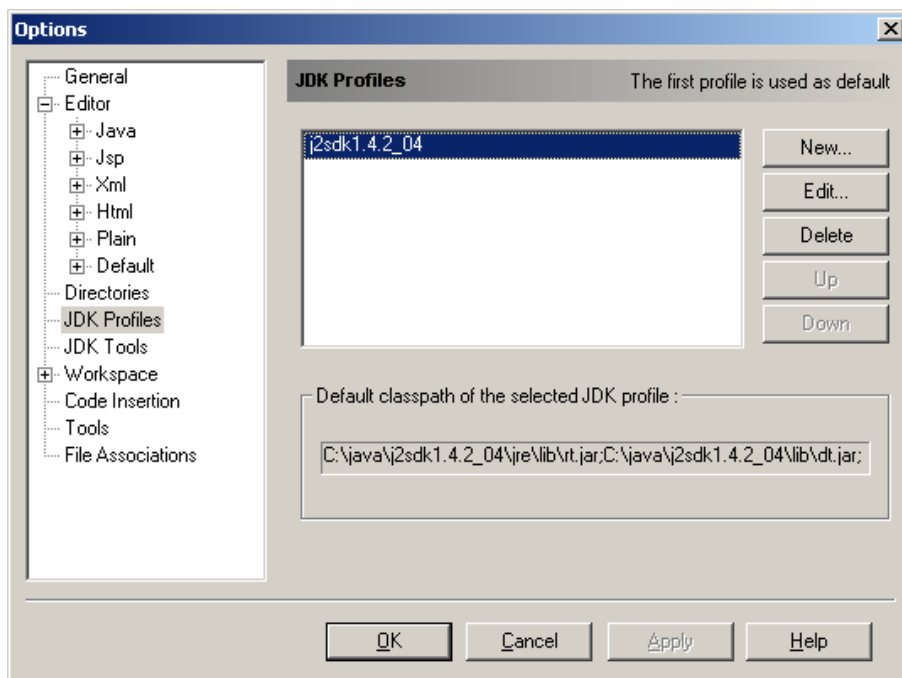 Options
General
Editor
Java
Jsp
Xml
Html
Plain
Default
Directories
JDK Profiles
JDK Tools
Workspace
Code Insertion
Tools
File Associations
JDK Profiles The first profile is used as default
j2sdk1.4.2_04
New...
Edit...
Delete
Up
Down
Default classpath of the selected JDK profile :
C:\java\j2sdk1.4.2_04\jre\lib\rt.jar;C:\java\j2sdk1.4.2_04\lib\dt.jar;
OK Cancel Apply Help